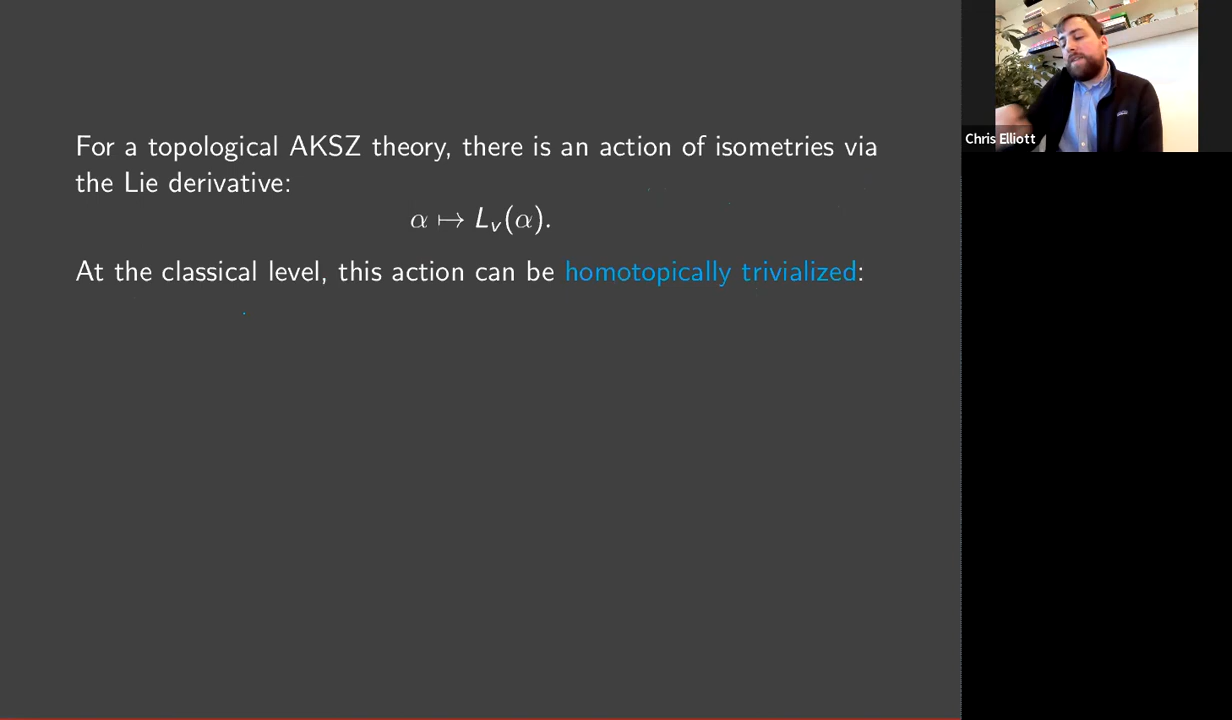 For a topological AKSZ theory, there is an action of isometries via
the Lie derivative:
α ↦ L_v(α).
At the classical level, this action can be homotopically trivialized:
Chris Elliott